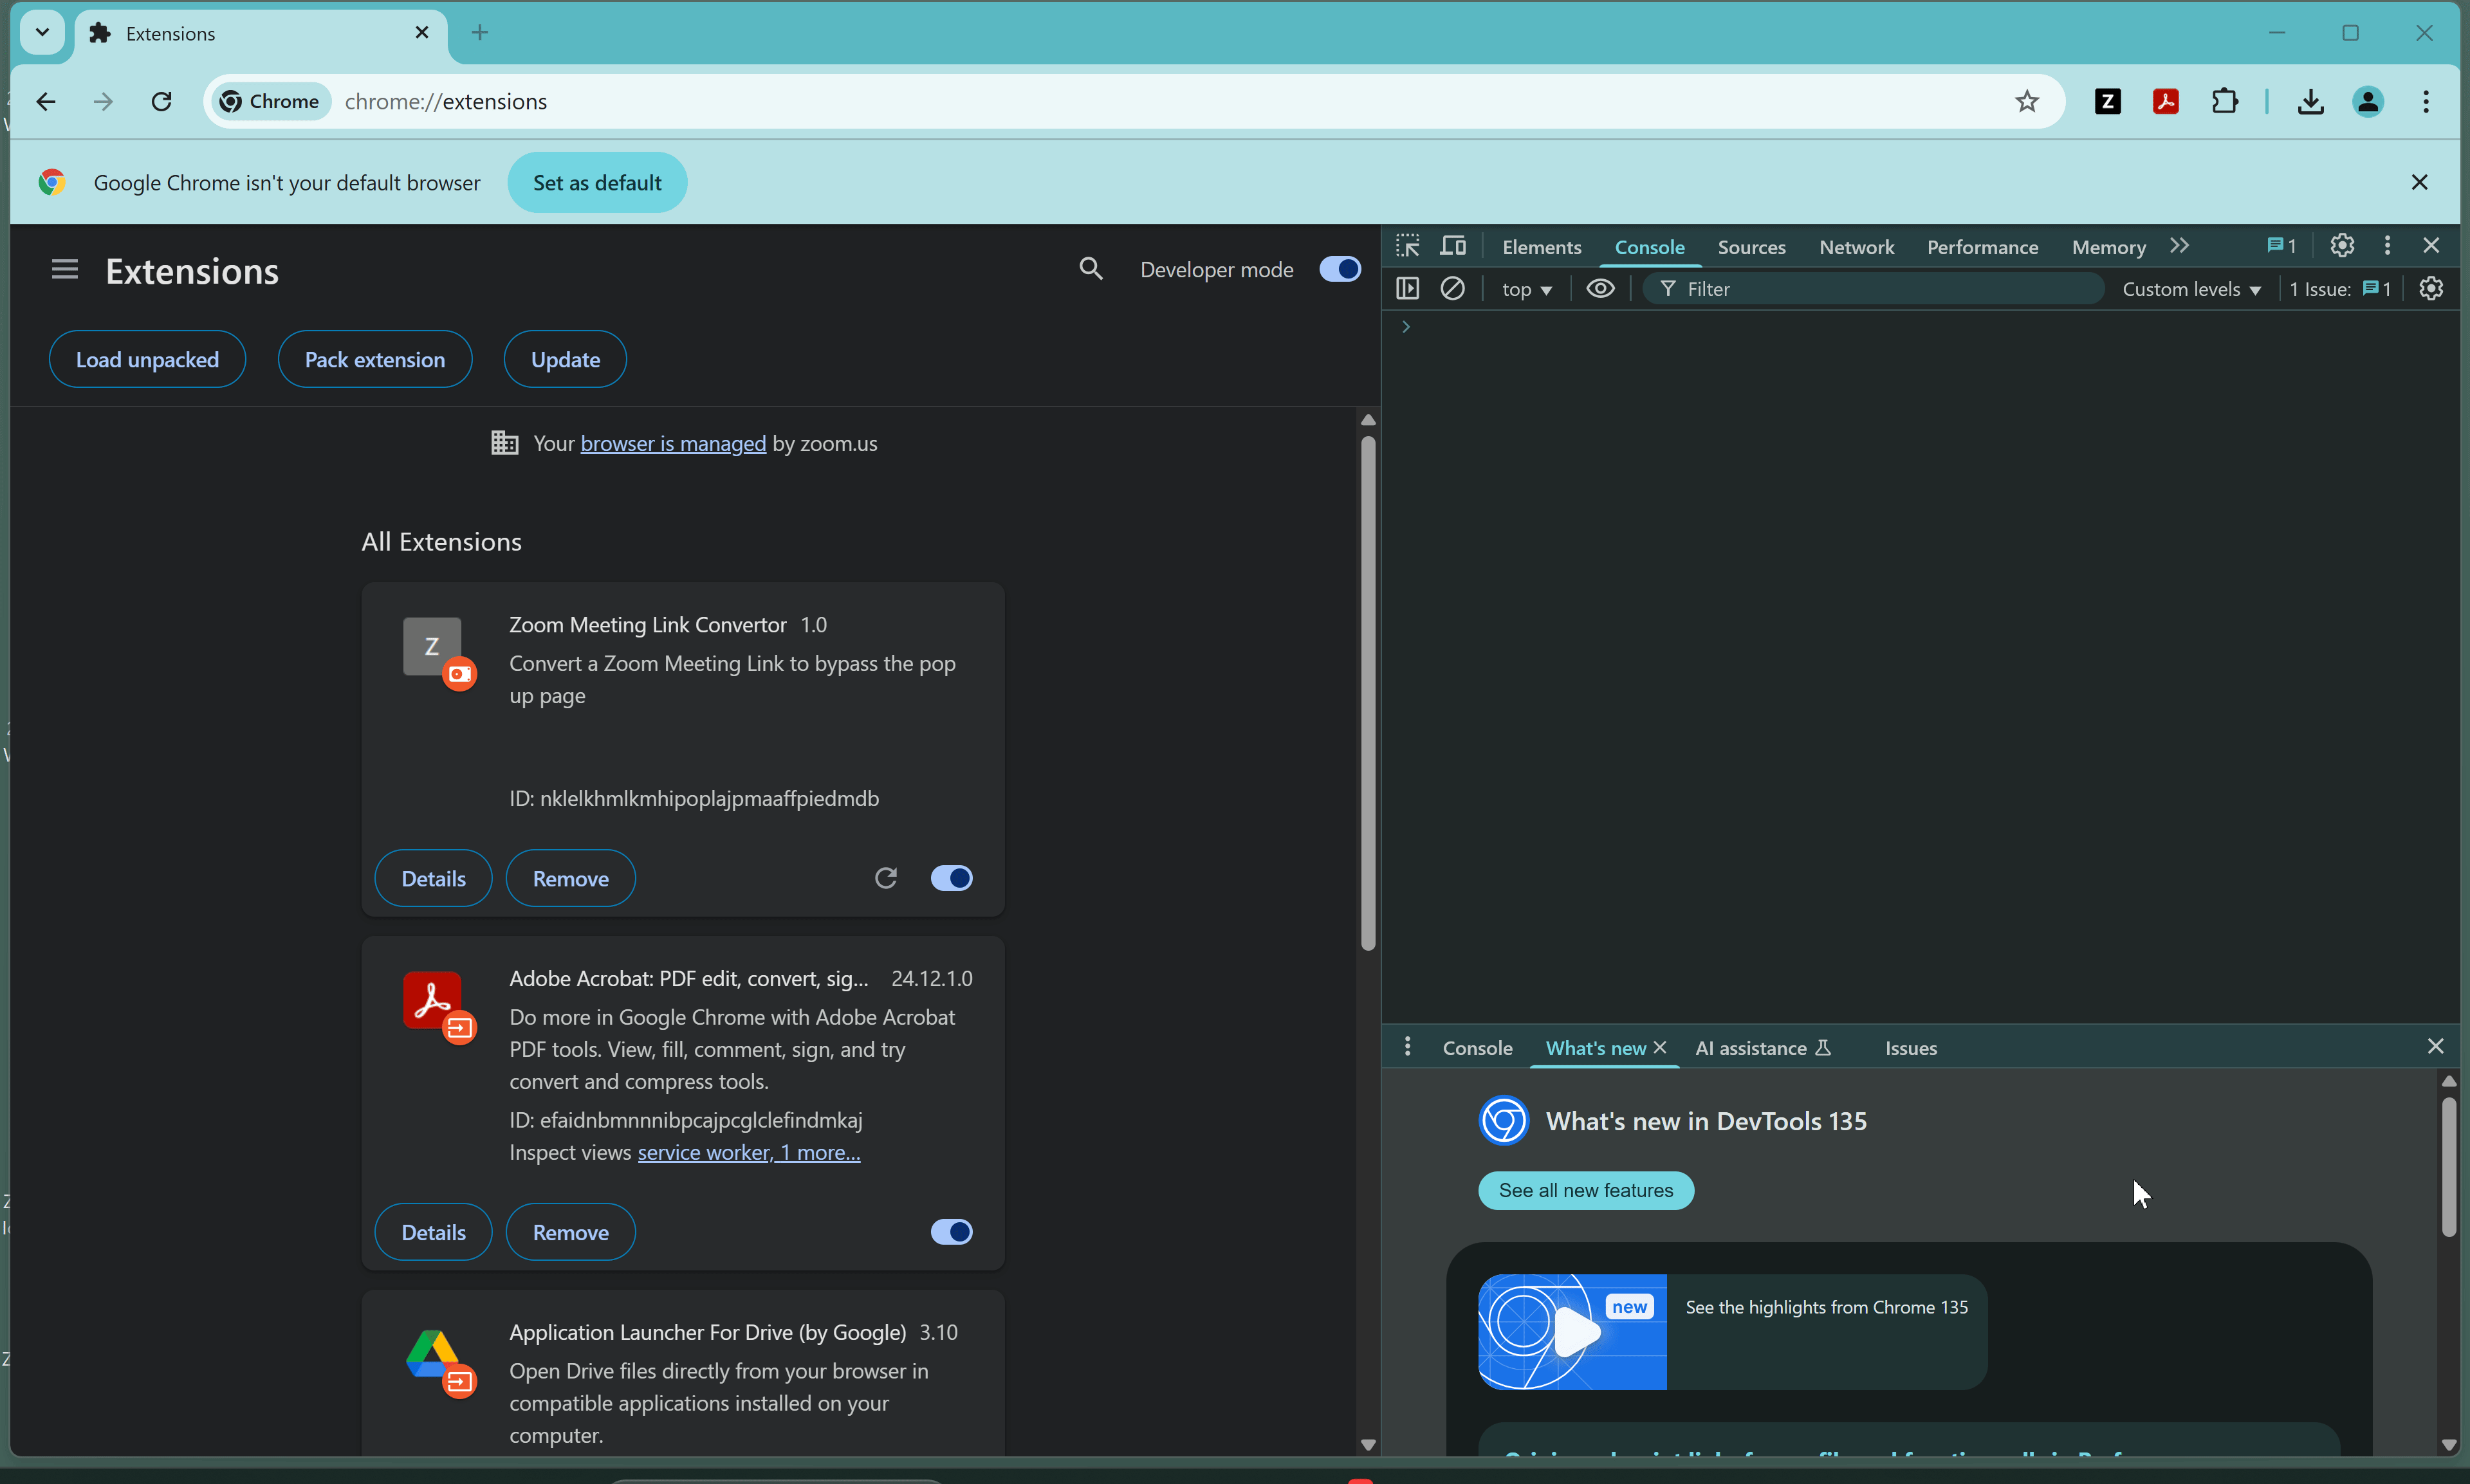 Extensions
Chrome
chrome://extensions
Z
Google Chrome isn't your default browser
Set as default
Extensions
Developer mode
Load unpacked
Pack extension
Update
Your browser is managed by zoom.us
All Extensions
Z
Zoom Meeting Link Convertor 1.0
Convert a Zoom Meeting Link to bypass the pop
up page
ID: nklelkhmlkmhipoplajpmaaffpiedmdb
Details
Remove
Adobe Acrobat: PDF edit, convert, sig... 24.12.1.0
Do more in Google Chrome with Adobe Acrobat
PDF tools. View, fill, comment, sign, and try
convert and compress tools.
ID: efaidnbmnnnibpcajpcglclefindmkaj
Inspect views service worker, 1 more...
Details
Remove
Application Launcher For Drive (by Google) 3.10
Open Drive files directly from your browser in
compatible applications installed on your
computer.
Elements
Console
Sources
Network
Performance
Memory
1
top
Filter
Custom levels
1 Issue: 1
Console
What's new
AI assistance
Issues
What's new in DevTools 135
See all new features
new
See the highlights from Chrome 135